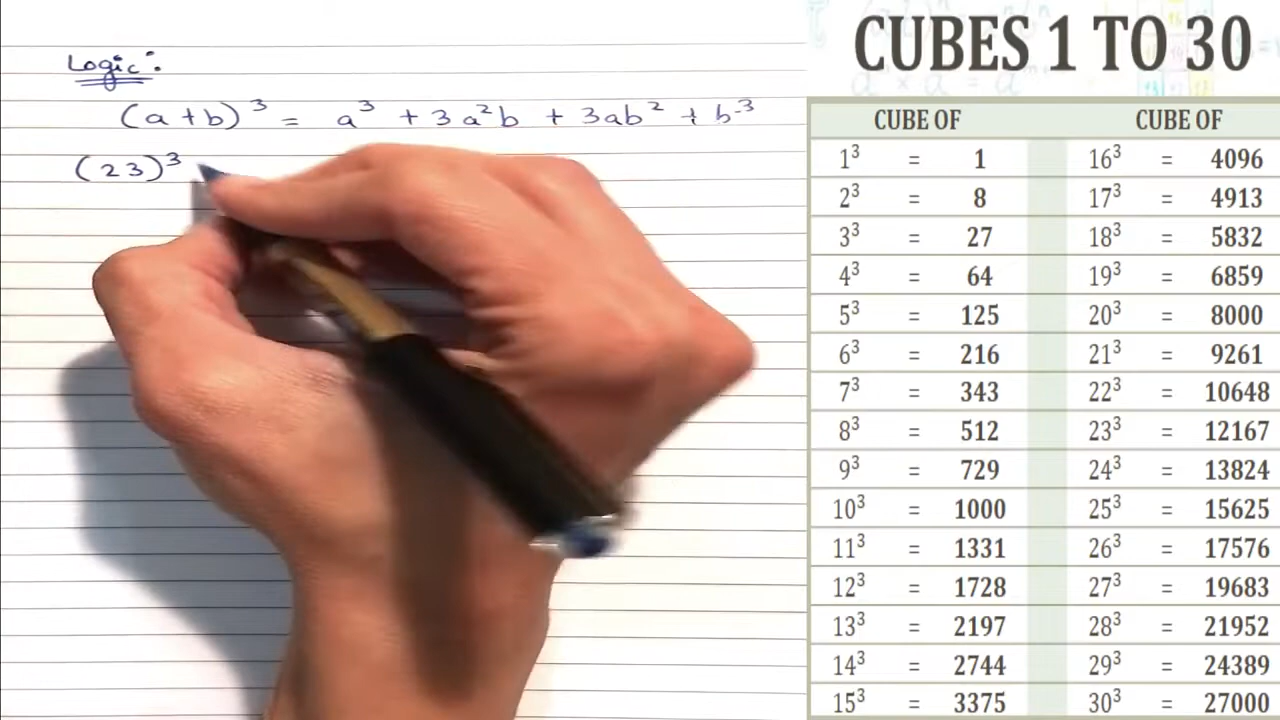 Logic:
(a+b)³ = a³ + 3a²b + 3ab² + b³
(23)³
CUBES 1 TO 30
CUBE OF CUBE OF
1³ = 1 16³ = 4096
2³ = 8 17³ = 4913
3³ = 27 18³ = 5832
4³ = 64 19³ = 6859
5³ = 125 20³ = 8000
6³ = 216 21³ = 9261
7³ = 343 22³ = 10648
8³ = 512 23³ = 12167
9³ = 729 24³ = 13824
10³ = 1000 25³ = 15625
11³ = 1331 26³ = 17576
12³ = 1728 27³ = 19683
13³ = 2197 28³ = 21952
14³ = 2744 29³ = 24389
15³ = 3375 30³ = 27000